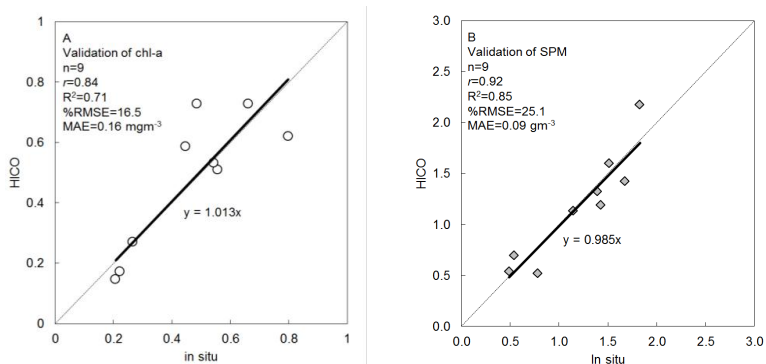 1
0.8
0.6
0.4
0.2
0
HICO
A
Validation of chl-a
n=9
r=0.84
R²=0.71
%RMSE=16.5
MAE=0.16 mgm⁻³
y = 1.013x
0 0.2 0.4 0.6 0.8 1
in situ
3.0
2.5
2.0
1.5
1.0
0.5
0.0
HICO
B
Validation of SPM
n=9
r=0.92
R²=0.85
%RMSE=25.1
MAE=0.09 gm⁻³
y = 0.985x
0.0 0.5 1.0 1.5 2.0 2.5 3.0
In situ